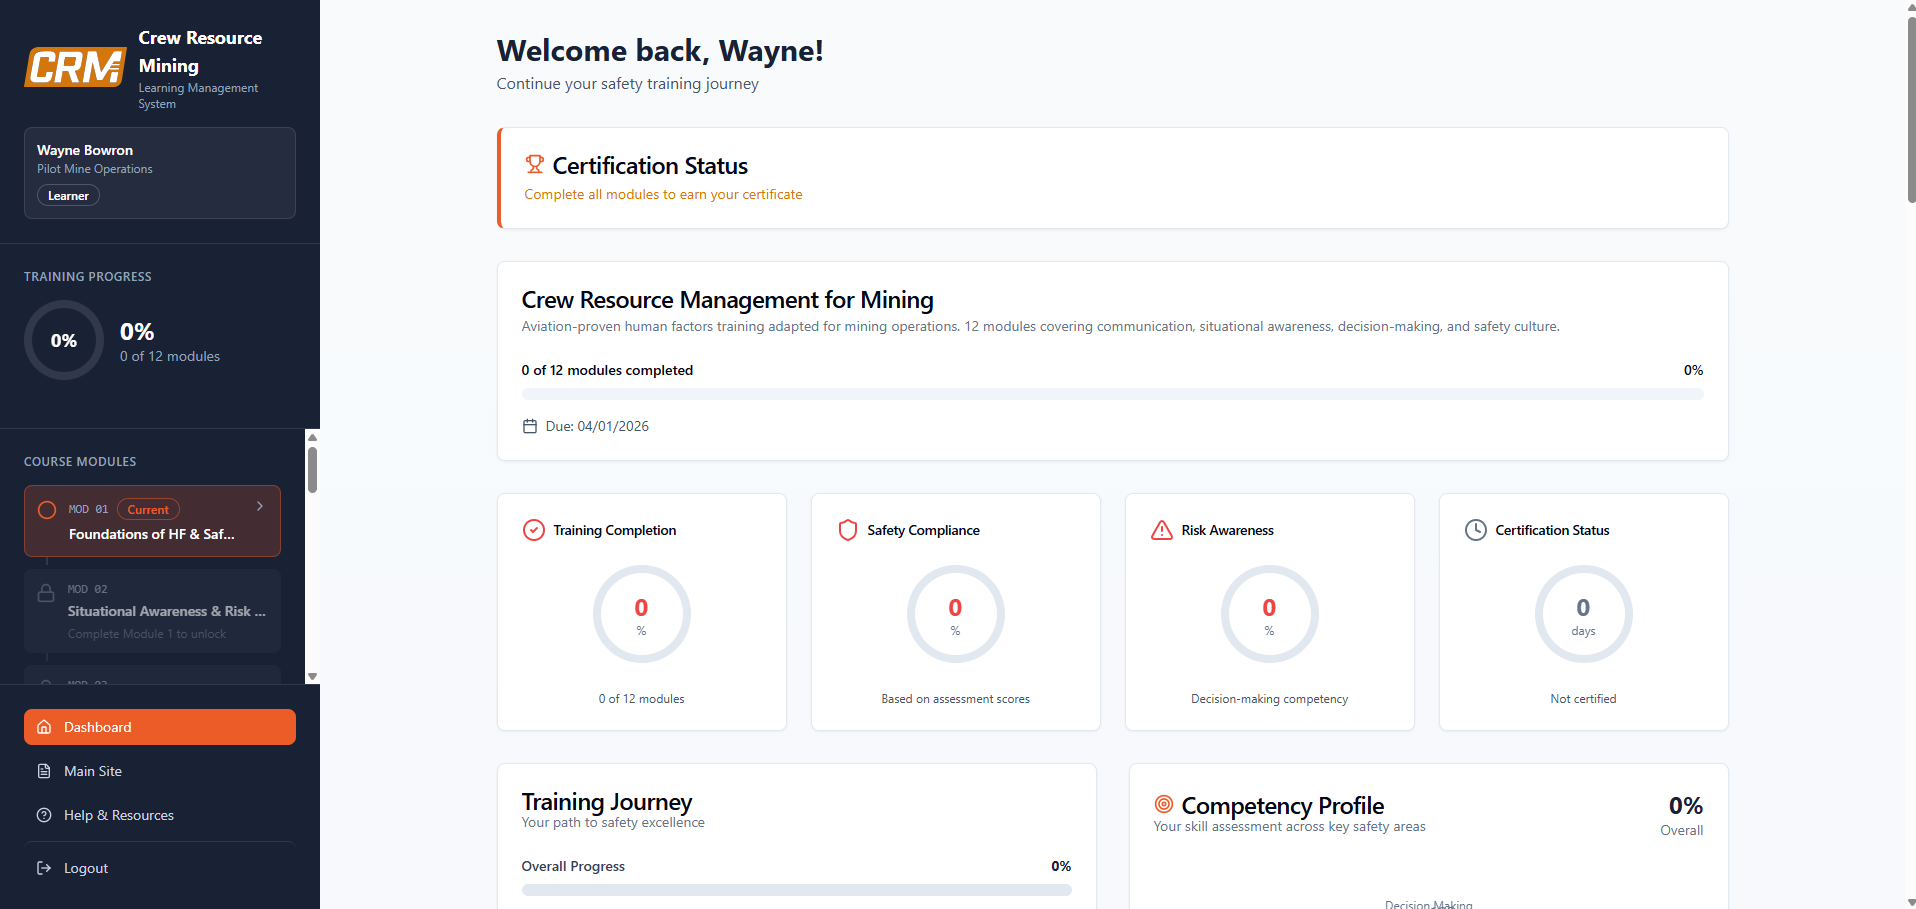 CRM
Crew Resource
Mining
Learning Management
System
Wayne Bowron
Pilot Mine Operations
Learner
TRAINING PROGRESS
0%
0%
0 of 12 modules
COURSE MODULES
MOD 01 Current
Foundations of HF & Saf...
MOD 02
Situational Awareness & Risk ...
Complete Module 1 to unlock
MOD 03
Dashboard
Main Site
Help & Resources
Logout
Welcome back, Wayne!
Continue your safety training journey
Certification Status
Complete all modules to earn your certificate
Crew Resource Management for Mining
Aviation-proven human factors training adapted for mining operations. 12 modules covering communication, situational awareness, decision-making, and safety culture.
0 of 12 modules completed 0%
Due: 04/01/2026
Training Completion
0
%
0 of 12 modules
Safety Compliance
0
%
Based on assessment scores
Risk Awareness
0
%
Decision-making competency
Certification Status
0
days
Not certified
Training Journey
Your path to safety excellence
Overall Progress 0%
Competency Profile
Your skill assessment across key safety areas
0%
Overall
Decision Making